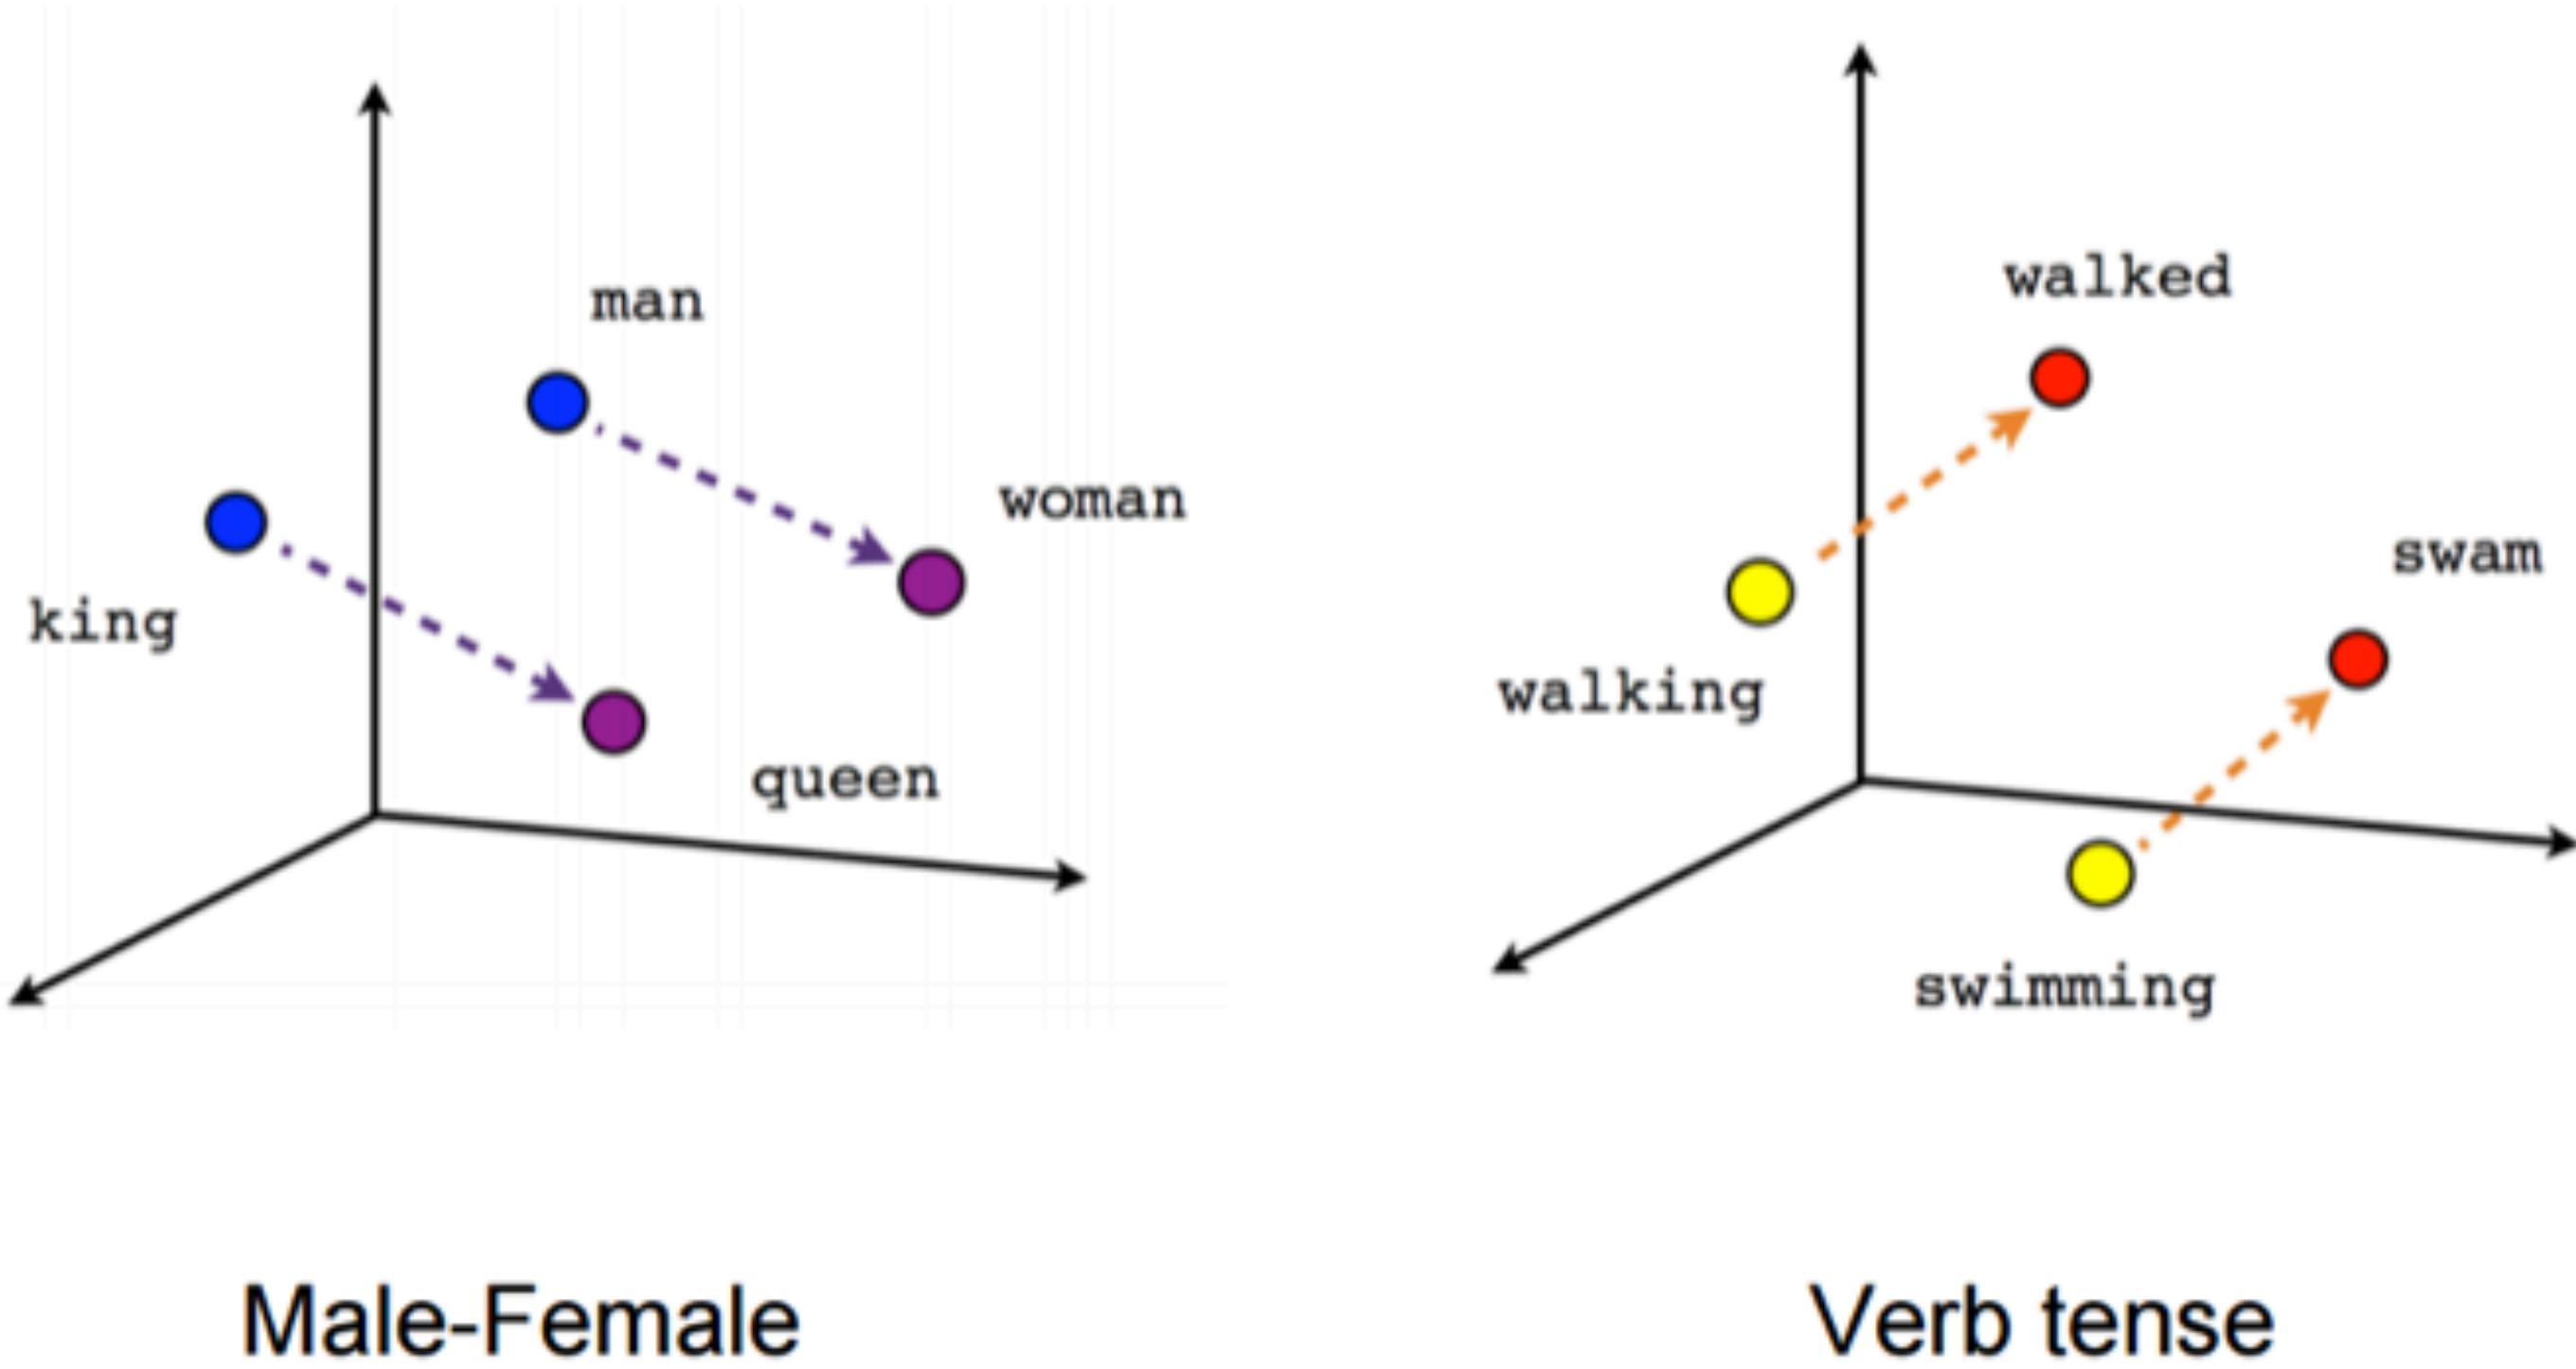 man
woman
king
queen
Male-Female
walked
swam
walking
swimming
Verb tense